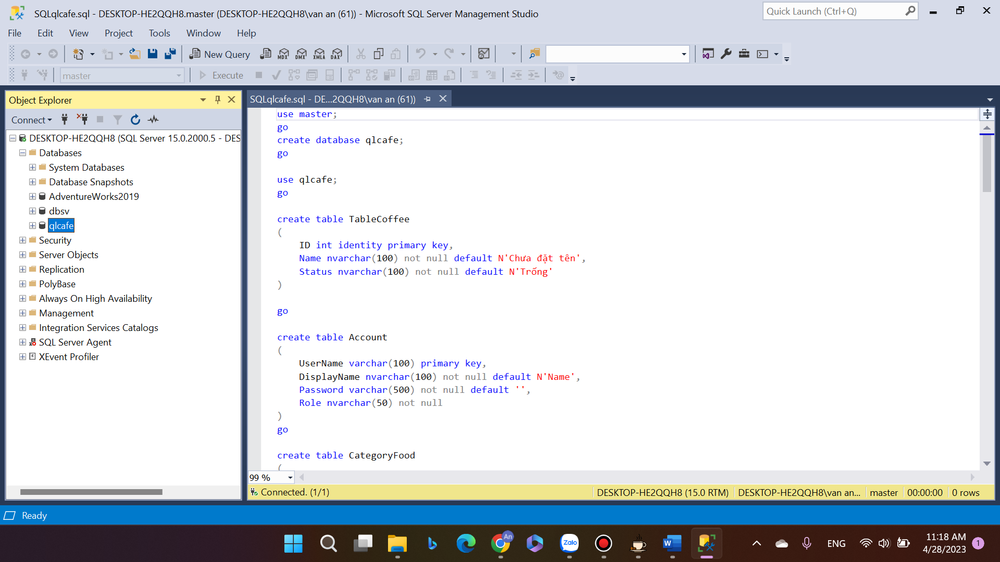 SQLqlcafe.sql - DESKTOP-HE2QQH8.master (DESKTOP-HE2QQH8\van an (61)) - Microsoft SQL Server Management Studio
Quick Launch (Ctrl+Q)
File Edit View Project Tools Window Help
New Query MDX DMX XMLA DAX
master Execute
Object Explorer
Connect
DESKTOP-HE2QQH8 (SQL Server 15.0.2000.5 - DES
Databases
System Databases
Database Snapshots
AdventureWorks2019
dbsv
qlcafe
Security
Server Objects
Replication
PolyBase
Always On High Availability
Management
Integration Services Catalogs
SQL Server Agent
XEvent Profiler
SQLqlcafe.sql - DE...2QQH8\van an (61))
use master;
go
create database qlcafe;
go
use qlcafe;
go
create table TableCoffee
(
ID int identity primary key,
Name nvarchar(100) not null default N'Chưa đặt tên',
Status nvarchar(100) not null default N'Trống'
)
go
create table Account
(
UserName varchar(100) primary key,
DisplayName nvarchar(100) not null default N'Name',
Password varchar(500) not null default '',
Role nvarchar(50) not null
)
go
create table CategoryFood
(
99 %
Connected. (1/1) DESKTOP-HE2QQH8 (15.0 RTM) DESKTOP-HE2QQH8\van an... master 00:00:00 0 rows
Ready
An
Zalo
W
ENG
11:18 AM
4/28/2023
1